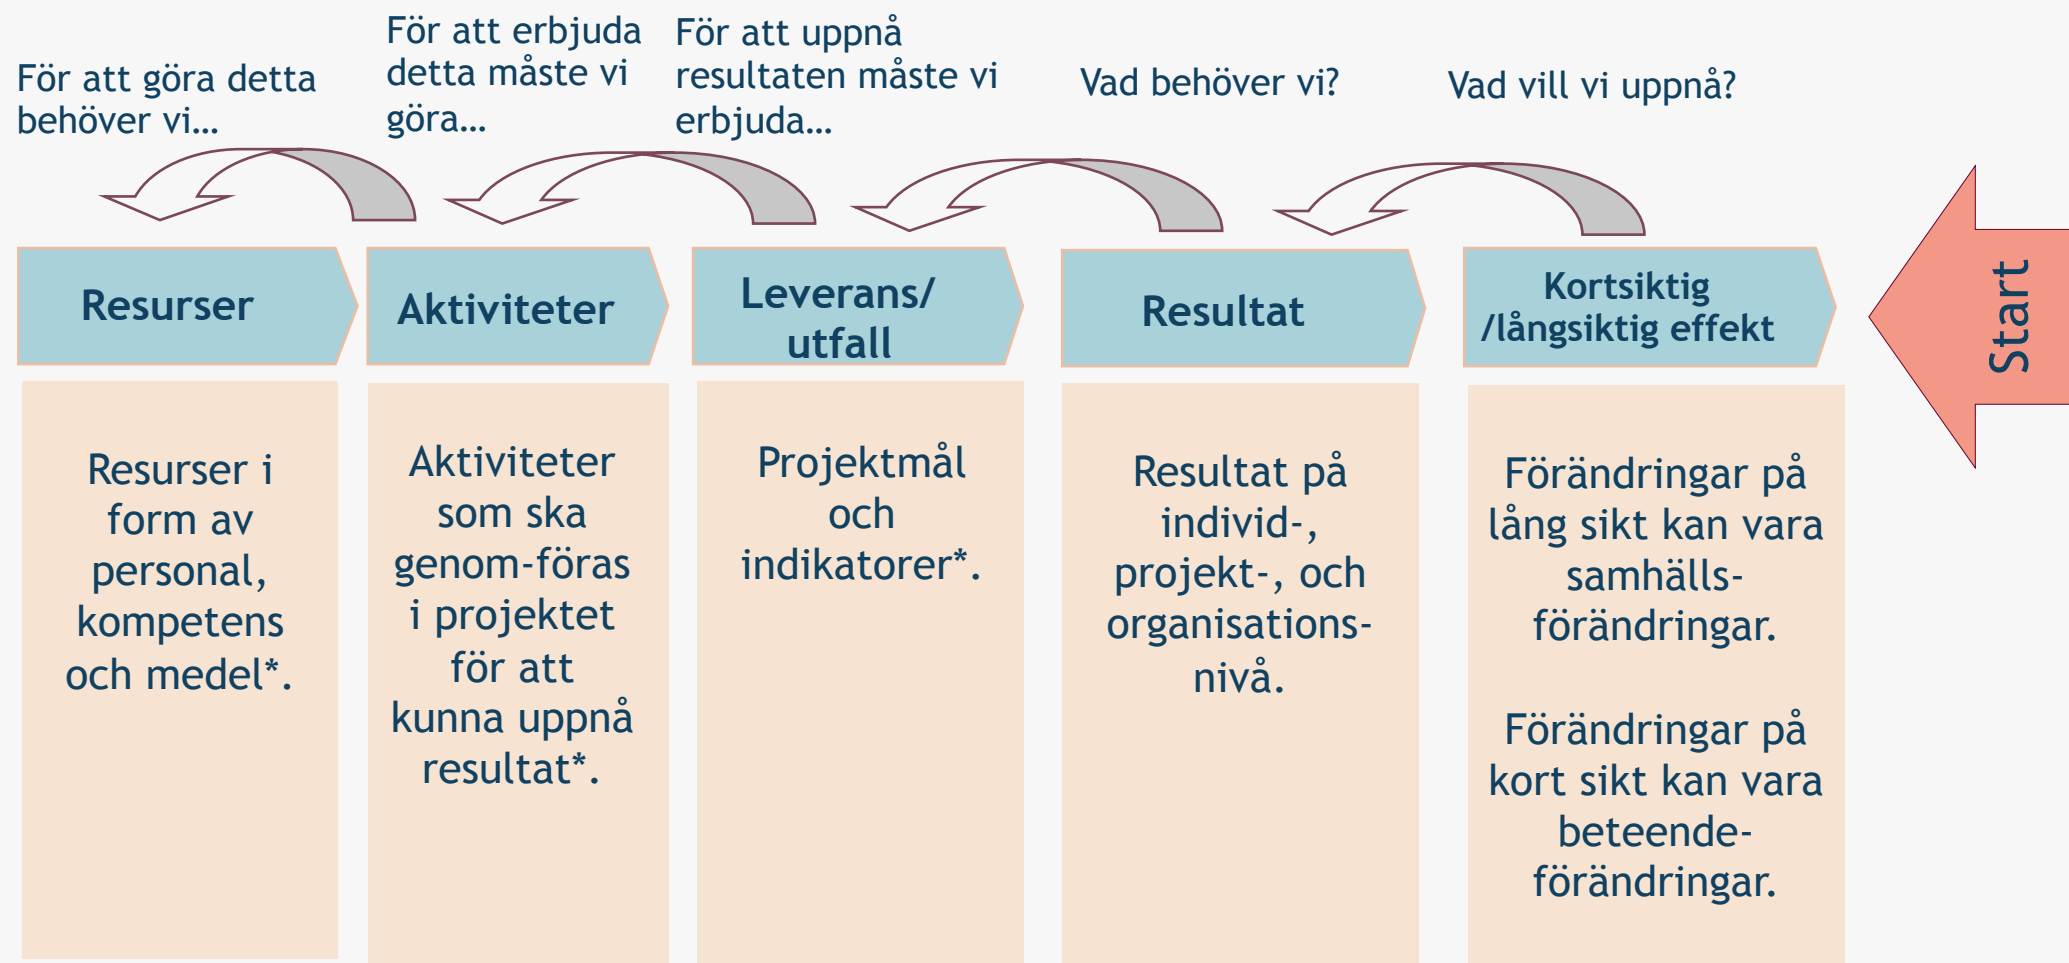 För att göra detta
behöver vi…
För att erbjuda
detta måste vi
göra…
För att uppnå
resultaten måste vi
erbjuda…
Vad behöver vi?
Vad vill vi uppnå?
Start
Resurser
Aktiviteter
Leverans/
utfall
Resultat
Kortsiktig
/långsiktig effekt
Resurser i
form av
personal,
kompetens
och medel*.
Aktiviteter
som ska
genom-föras
i projektet
för att
kunna uppnå
resultat*.
Projektmål
och
indikatorer*.
Resultat på
individ-,
projekt-, och
organisations-
nivå.
Förändringar på
lång sikt kan vara
samhälls-
förändringar.
Förändringar på
kort sikt kan vara
beteende-
förändringar.